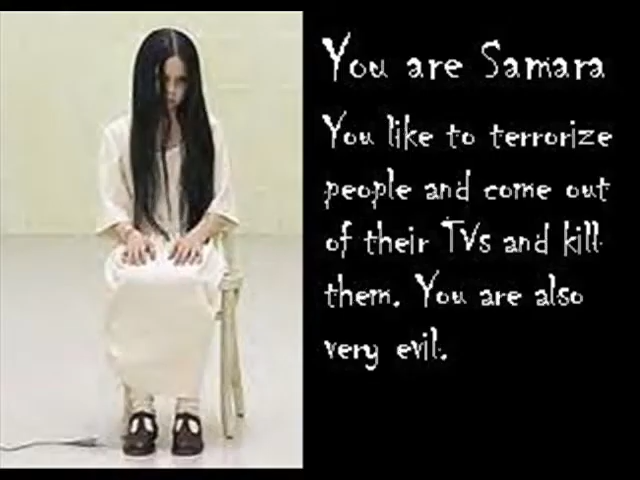 You are Samara
You like to terrorize
people and come out
of their TVs and kill
them. You are also
very evil.